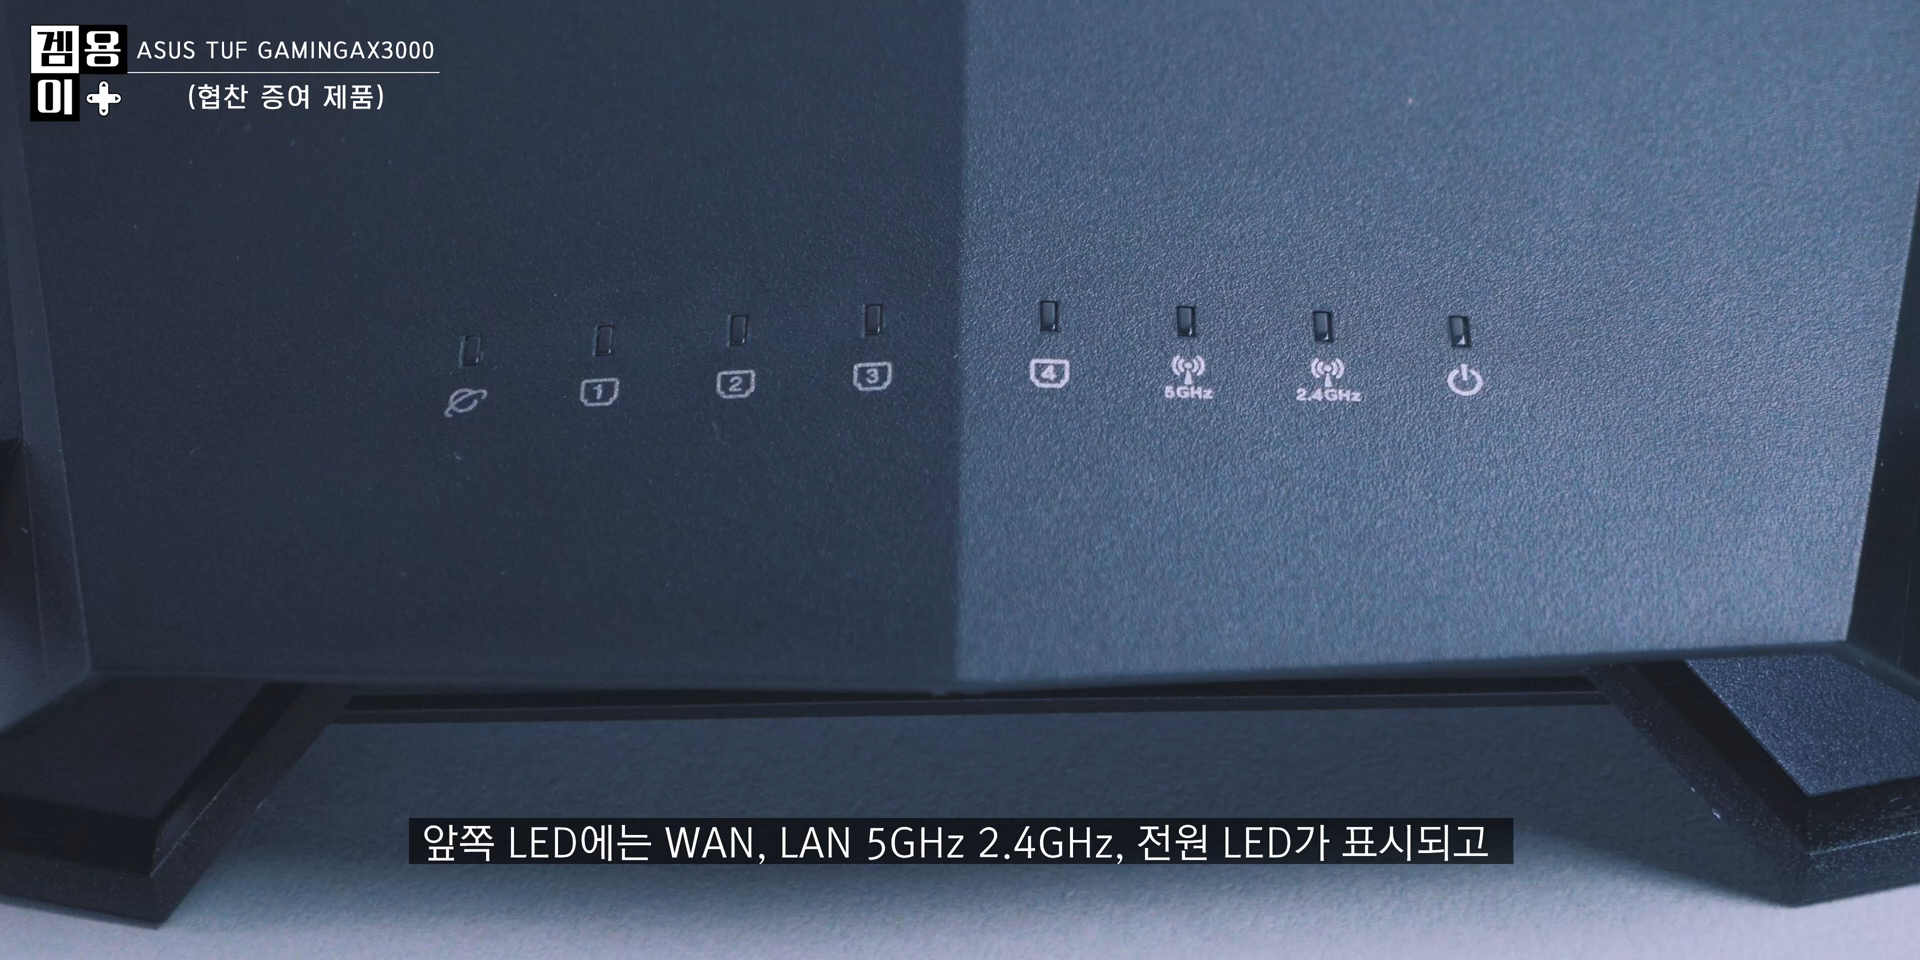 겜용
이
ASUS TUF GAMINGAX3000
(협찬 증여 제품)
1
2
3
4
5GHz
2.4GHz
앞쪽 LED에는 WAN, LAN 5GHz 2.4GHz, 전원 LED가 표시되고